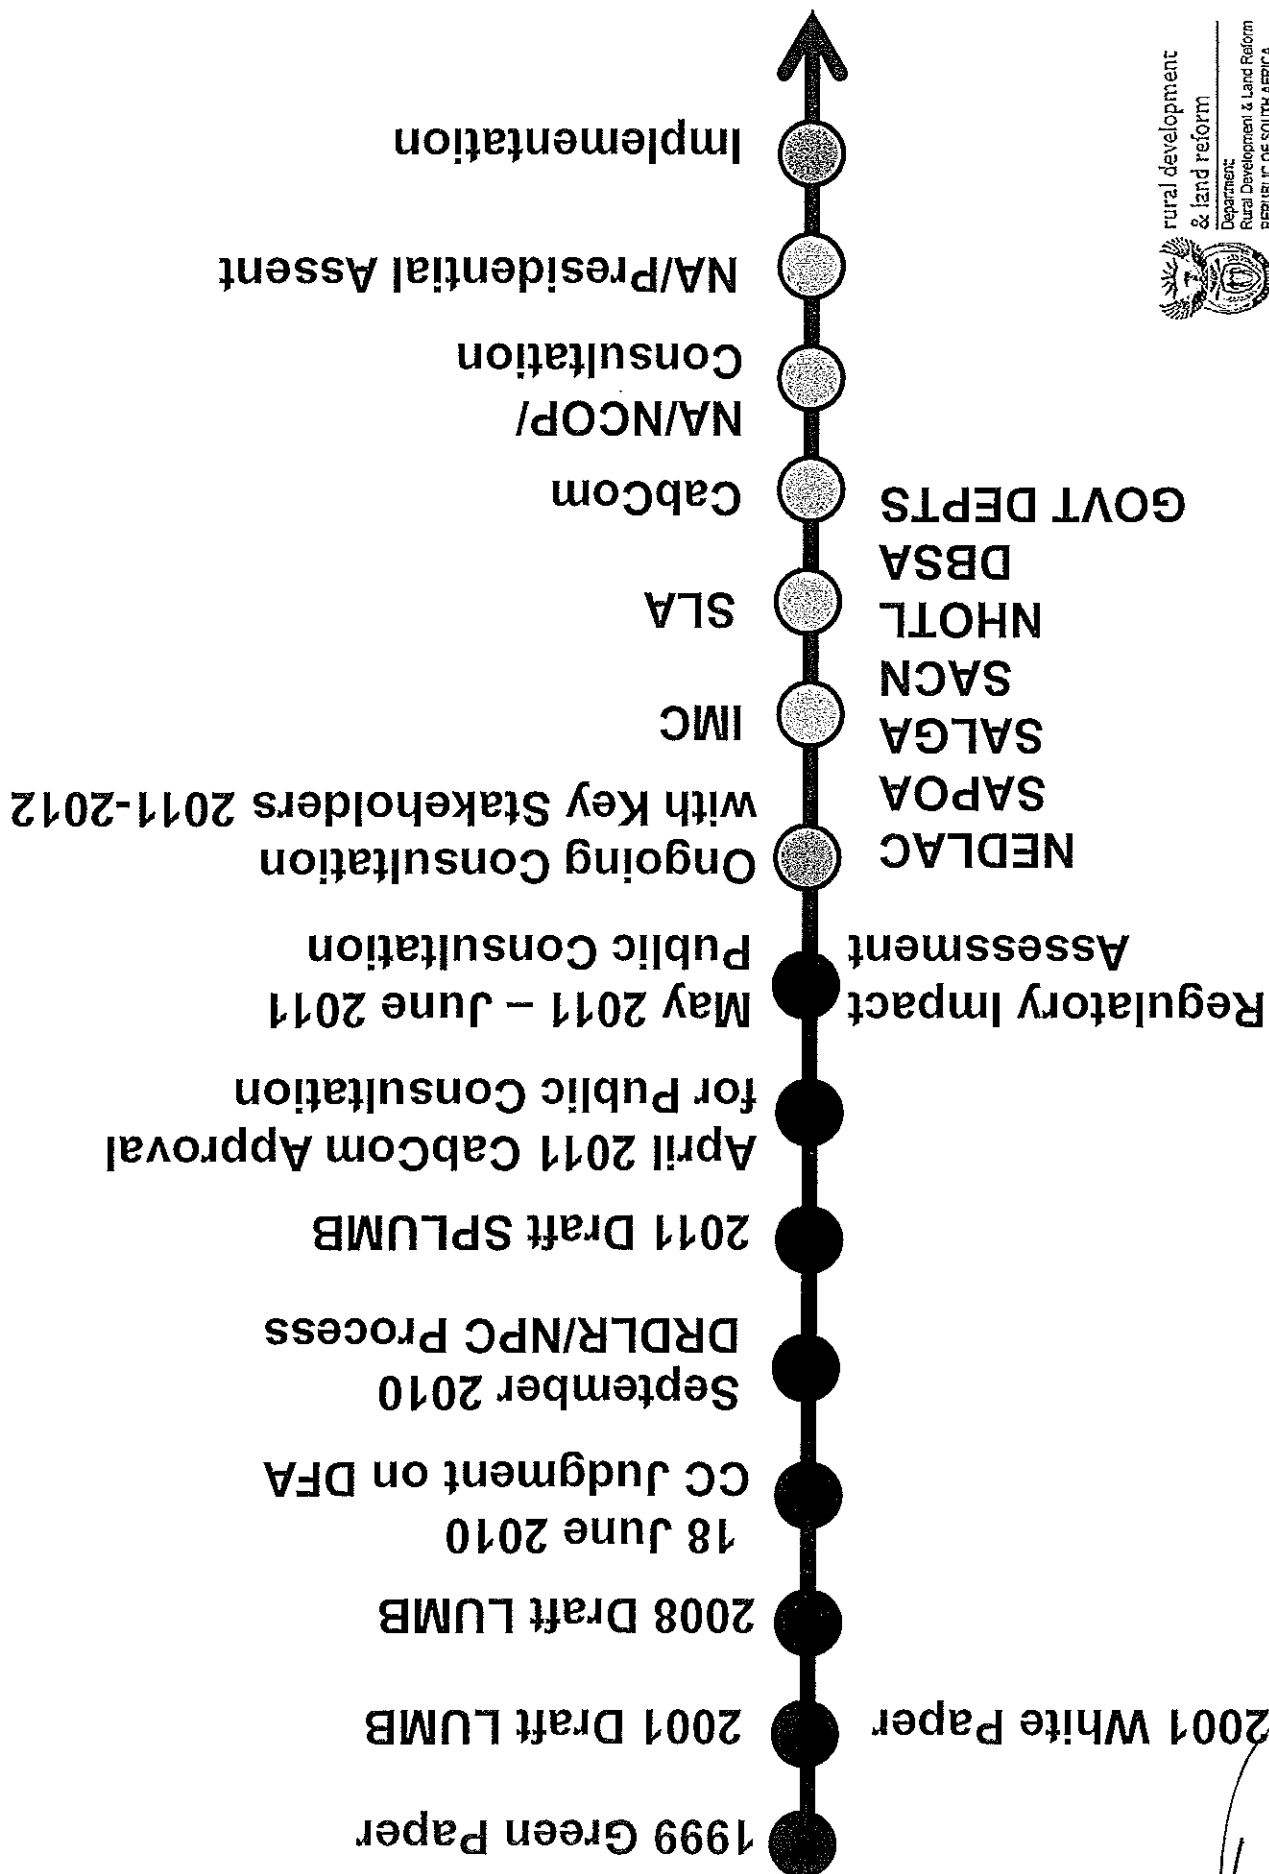 1999 Green Paper
2001 White Paper
2001 Draft LUMB
2008 Draft LUMB
18 June 2010
CC Judgment on DFA
September 2010
DRDLR/NPC Process
2011 Draft SPLUMB
April 2011 CabCom Approval
for Public Consultation
Regulatory Impact
Assessment
May 2011 – June 2011
Public Consultation
Ongoing Consultation
with Key Stakeholders 2011-2012
NEDLAC
SAPOA
SALGA
SACN
NHOTL
DBSA
GOVT DEPTS
IMC
SLA
CabCom
NA/NCOP/
Consultation
NA/Presidential Assent
Implementation
rural development
& land reform
Department:
Rural Development & Land Reform
REPUBLIC OF SOUTH AFRICA